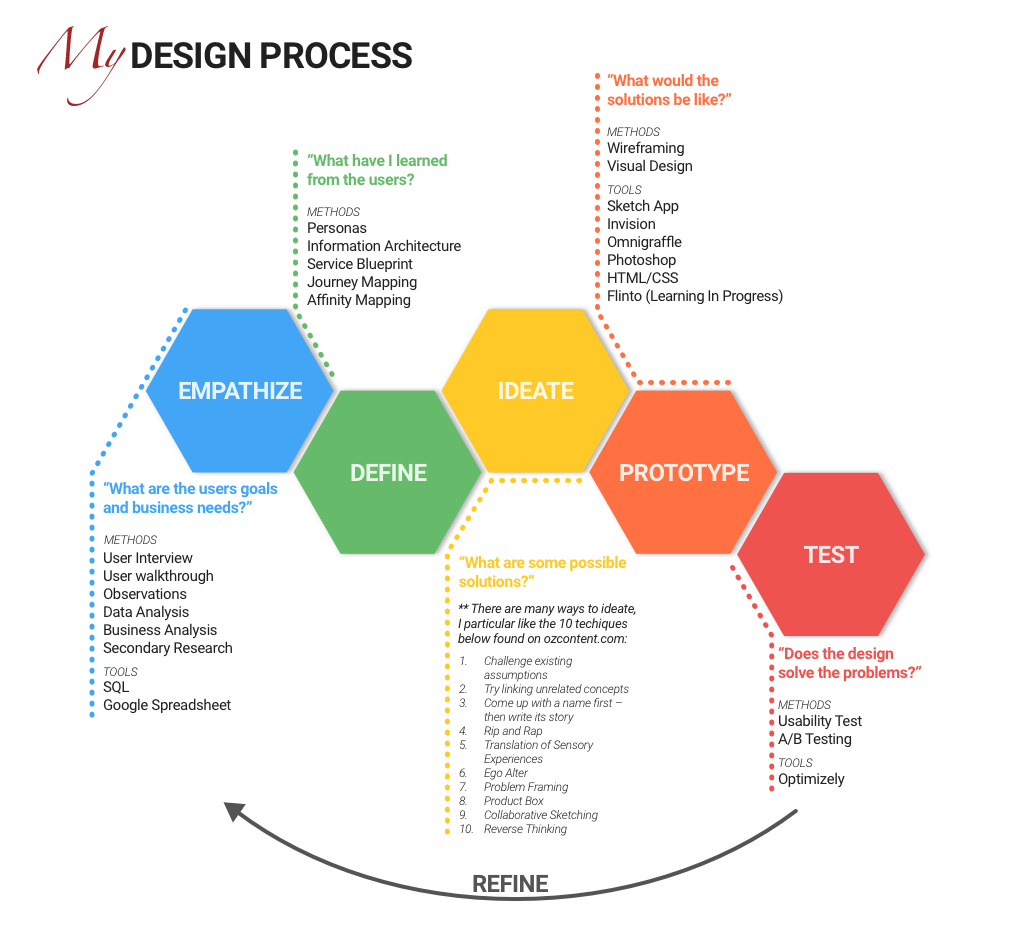 My DESIGN PROCESS
“What would the
solutions be like?”
METHODS
Wireframing
Visual Design
TOOLS
Sketch App
Invision
Omnigraffle
Photoshop
HTML/CSS
Flinto (Learning In Progress)
“What have I learned
from the users?
METHODS
Personas
Information Architecture
Service Blueprint
Journey Mapping
Affinity Mapping
EMPATHIZE
DEFINE
IDEATE
PROTOTYPE
TEST
“What are the users goals
and business needs?”
METHODS
User Interview
User walkthrough
Observations
Data Analysis
Business Analysis
Secondary Research
TOOLS
SQL
Google Spreadsheet
“What are some possible
solutions?”
** There are many ways to ideate,
I particular like the 10 techiques
below found on ozcontent.com:
1. Challenge existing
assumptions
2. Try linking unrelated concepts
3. Come up with a name first –
then write its story
4. Rip and Rap
5. Translation of Sensory
Experiences
6. Ego Alter
7. Problem Framing
8. Product Box
9. Collaborative Sketching
10. Reverse Thinking
“Does the design
solve the problems?”
METHODS
Usability Test
A/B Testing
TOOLS
Optimizely
REFINE